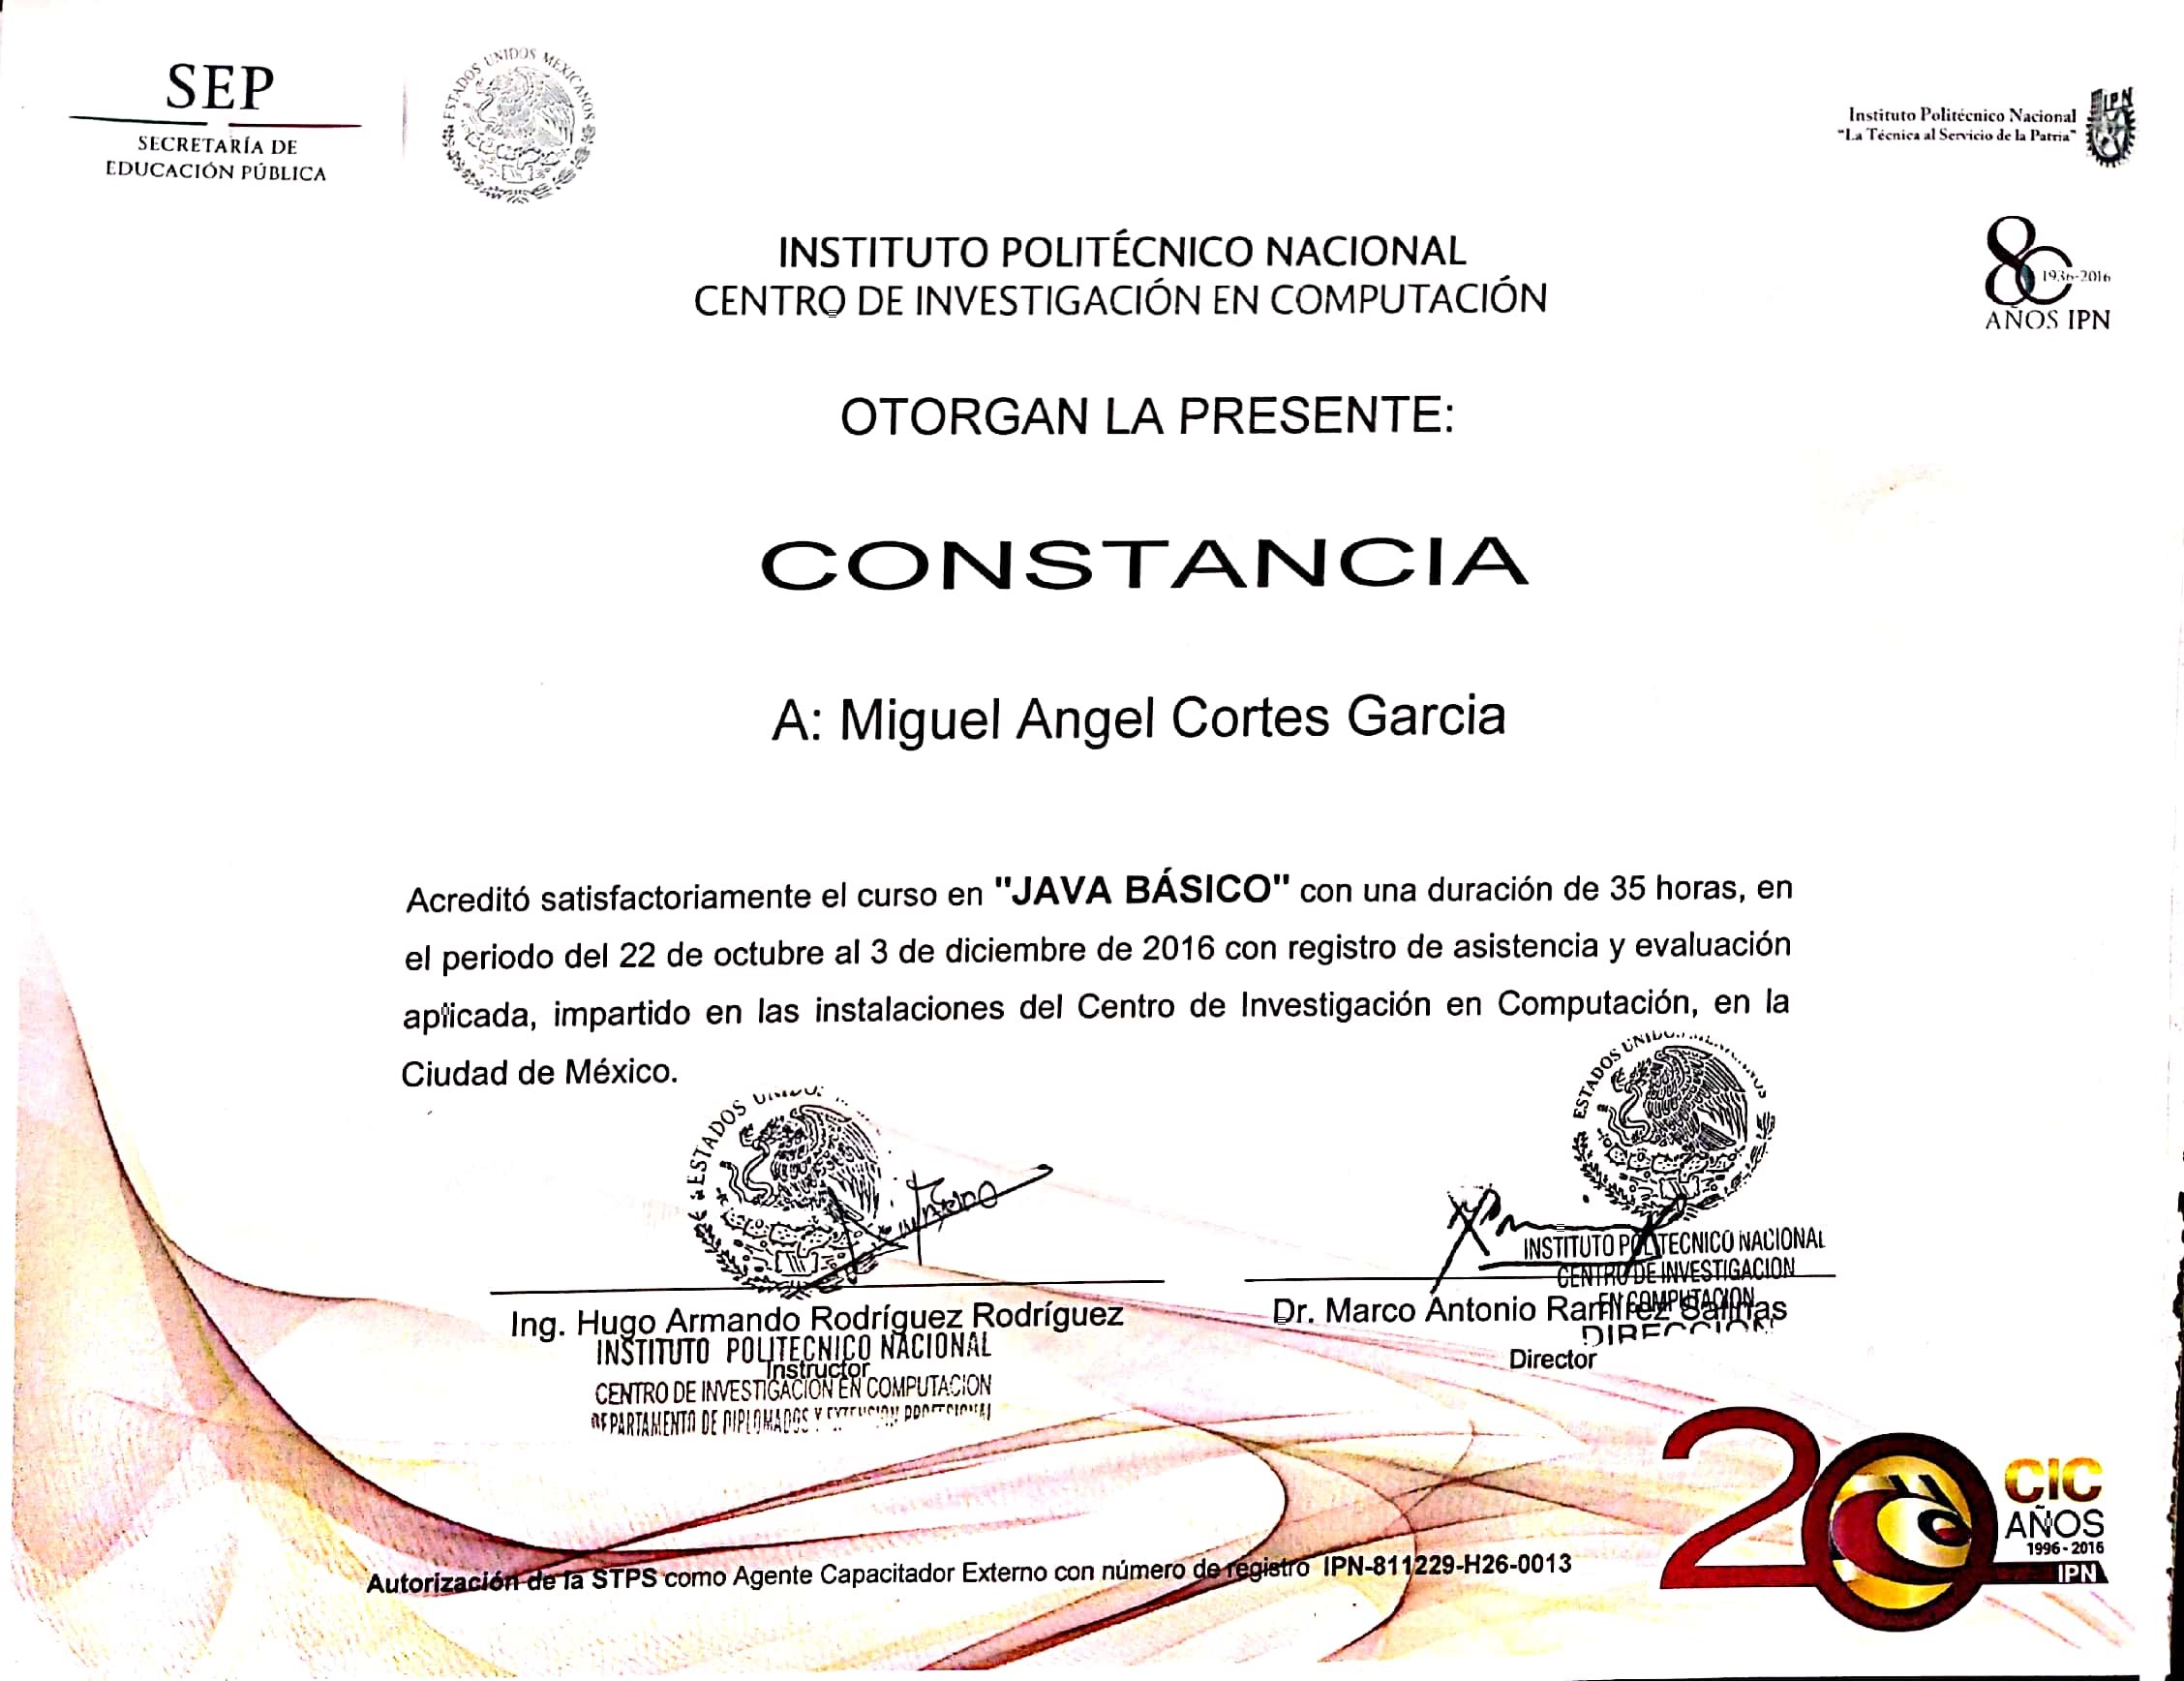 SEP
SECRETARÍA DE
EDUCACIÓN PÚBLICA
ESTADOS UNIDOS MEXICANOS
Instituto Politécnico Nacional
"La Técnica al Servicio de la Patria"
IPN
80
1936-2016
AÑOS IPN
INSTITUTO POLITÉCNICO NACIONAL
CENTRO DE INVESTIGACIÓN EN COMPUTACIÓN
OTORGAN LA PRESENTE:
CONSTANCIA
A: Miguel Angel Cortes Garcia
Acreditó satisfactoriamente el curso en "JAVA BÁSICO" con una duración de 35 horas, en
el periodo del 22 de octubre al 3 de diciembre de 2016 con registro de asistencia y evaluación
aplicada, impartido en las instalaciones del Centro de Investigación en Computación, en la
Ciudad de México.
ESTADOS
ESTADOS
Ing. Hugo Armando Rodríguez Rodríguez
INSTITUTO POLITECNICO NACIONAL
Instructor
CENTRO DE INVESTIGACION EN COMPUTACION
DEPARTAMENTO DE DIPLOMADOS Y EXTENSION PROFESIONAL
INSTITUTO POLITECNICO NACIONAL
CENTRO DE INVESTIGACION
EN COMPUTACION
Dr. Marco Antonio Ramírez Salinas
DIRECCION
Director
20
CIC
AÑOS
1996-2016
IPN
Autorización de la STPS como Agente Capacitador Externo con número de registro IPN-811229-H26-0013